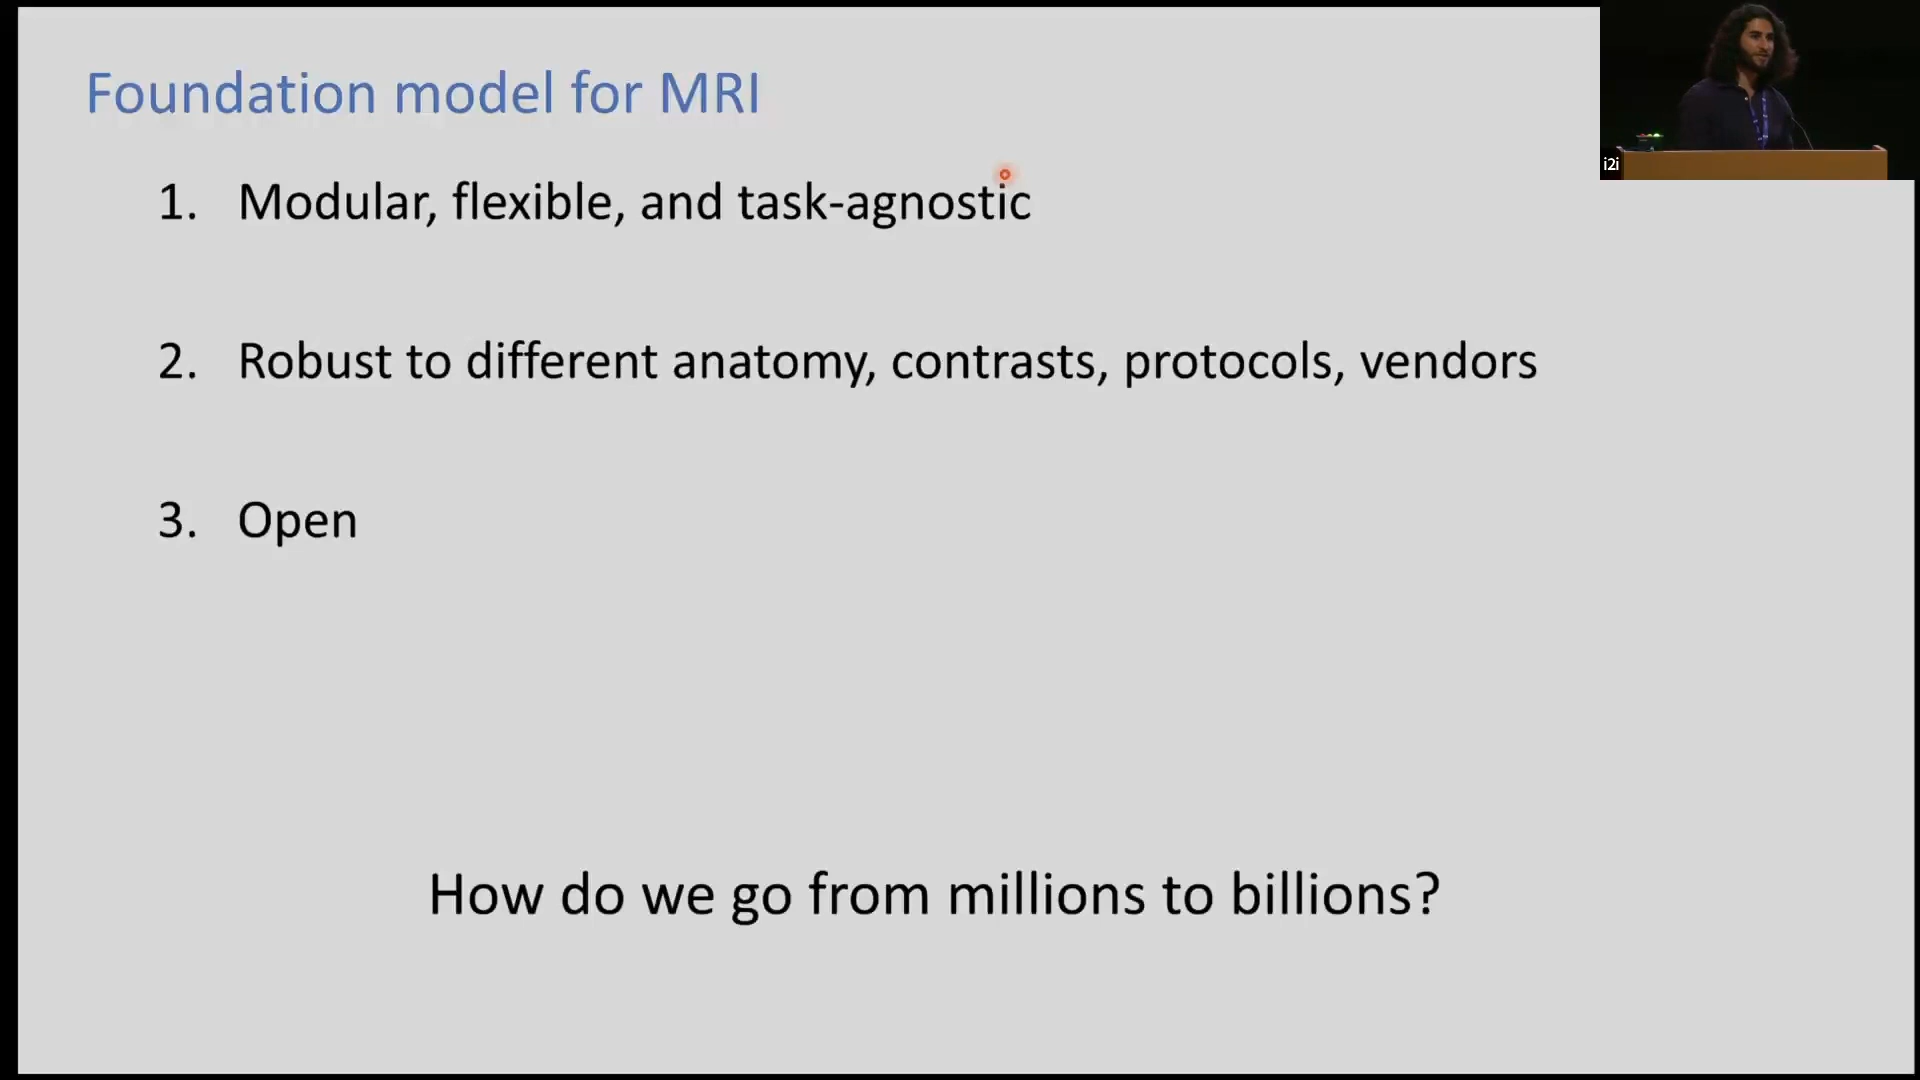 Foundation model for MRI
1. Modular, flexible, and task-agnostic
2. Robust to different anatomy, contrasts, protocols, vendors
3. Open
How do we go from millions to billions?
i2i